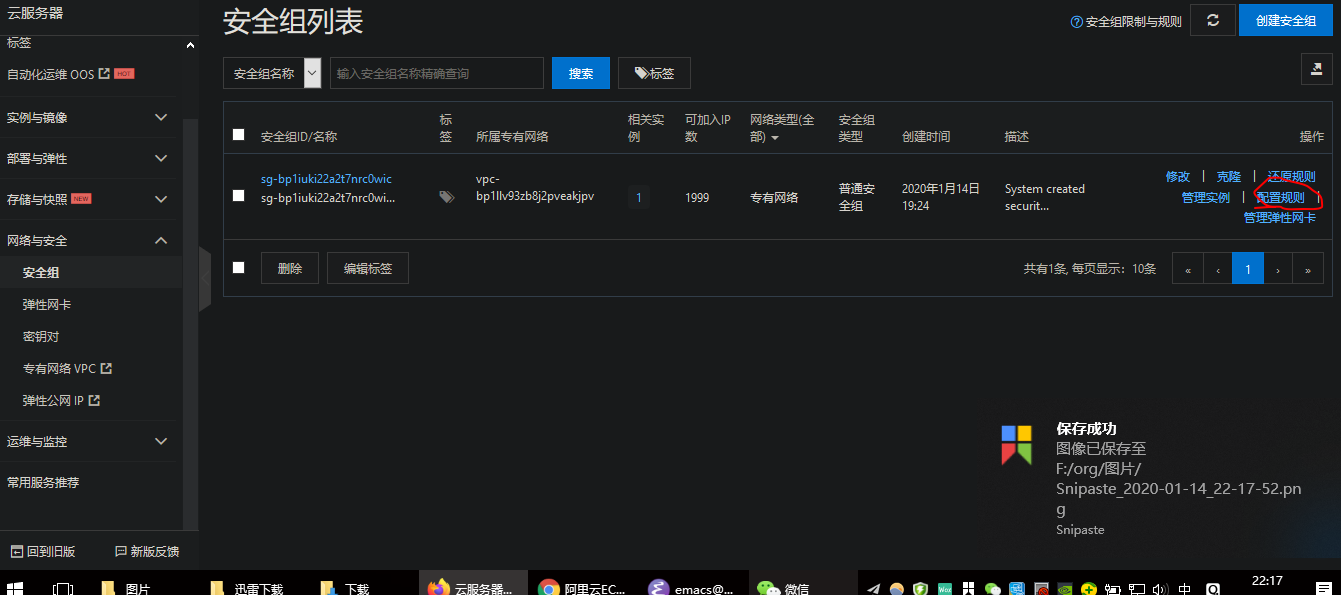 云服务器
标签
自动化运维 OOS HOT
实例与镜像
部署与弹性
存储与快照 NEW
网络与安全
安全组
弹性网卡
密钥对
专有网络 VPC
弹性公网 IP
运维与监控
常用服务推荐
回到旧版 新版反馈
安全组列表
?安全组限制与规则 创建安全组
安全组名称 输入安全组名称精确查询 搜索 标签
安全组ID/名称
标
签
所属专有网络
相关实
例
可加入IP
数
网络类型(全
部)
安全组
类型
创建时间
描述
操作
sg-bp1iuki22a2t7nrc0wic
sg-bp1iuki22a2t7nrc0wi...
vpc-
bp1llv93zb8j2pveakjpv
1
1999
专有网络
普通安
全组
2020年1月14日
19:24
System created
securit...
修改 | 克隆 | 还原规则
管理实例 | 配置规则 |
管理弹性网卡
删除 编辑标签
共有1条, 每页显示：10条 « ‹ 1 › »
保存成功
图像已保存至
F:/org/图片/
Snipaste_2020-01-14_22-17-52.pn
g
Snipaste
图片 迅雷下载 下载 云服务器... 阿里云EC... emacs@... 微信 中 22:17